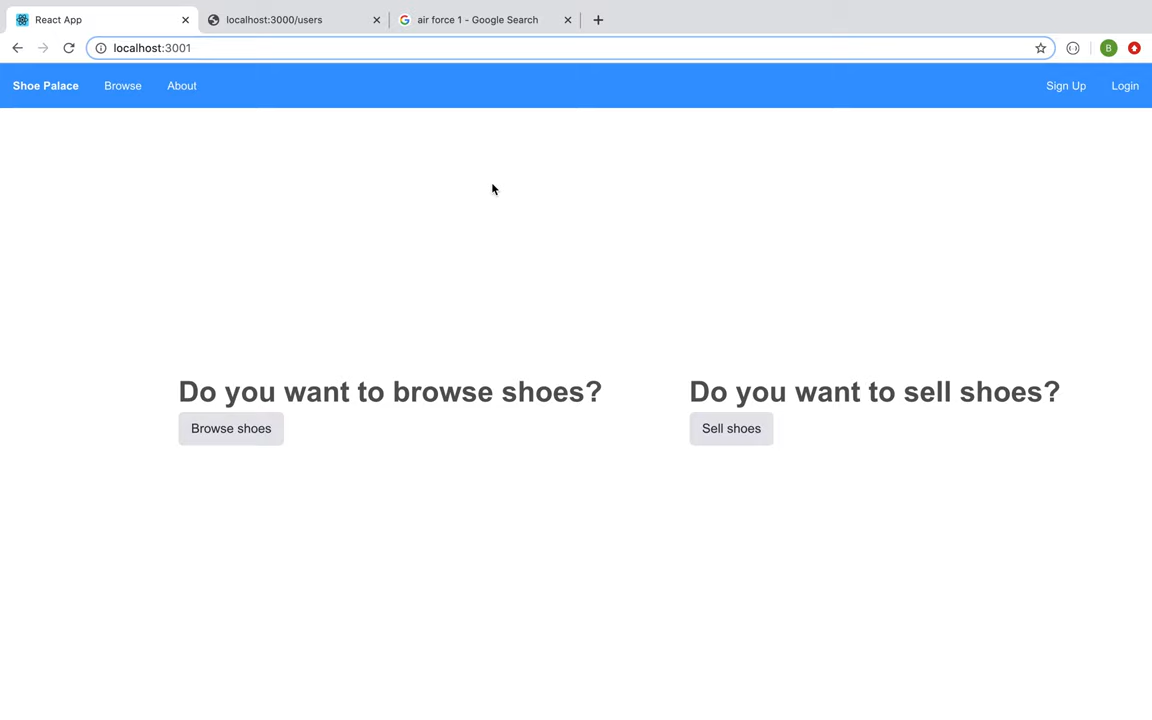 React App
localhost:3000/users
air force 1 - Google Search
localhost:3001
B
Shoe Palace Browse About Sign Up Login
Do you want to browse shoes?
Browse shoes
Do you want to sell shoes?
Sell shoes